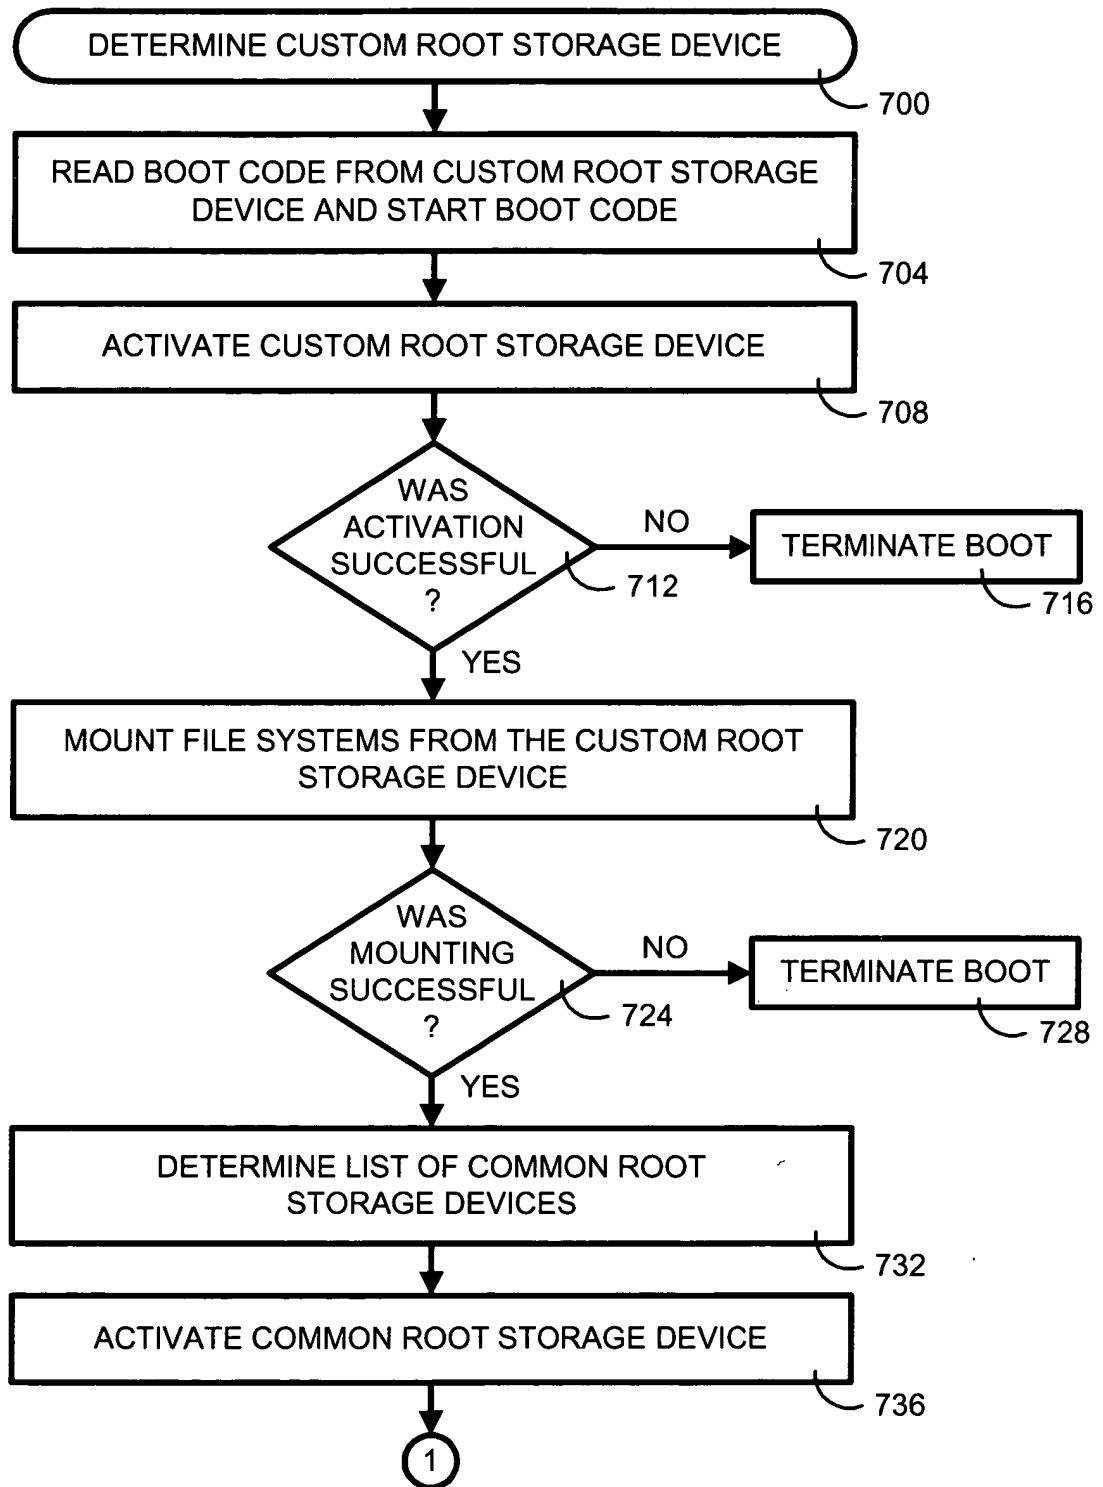 DETERMINE CUSTOM ROOT STORAGE DEVICE
700
READ BOOT CODE FROM CUSTOM ROOT STORAGE
DEVICE AND START BOOT CODE
704
ACTIVATE CUSTOM ROOT STORAGE DEVICE
708
WAS
ACTIVATION
SUCCESSFUL
?
712
NO
TERMINATE BOOT
716
YES
MOUNT FILE SYSTEMS FROM THE CUSTOM ROOT
STORAGE DEVICE
720
WAS
MOUNTING
SUCCESSFUL
?
724
NO
TERMINATE BOOT
728
YES
DETERMINE LIST OF COMMON ROOT
STORAGE DEVICES
732
ACTIVATE COMMON ROOT STORAGE DEVICE
736
1